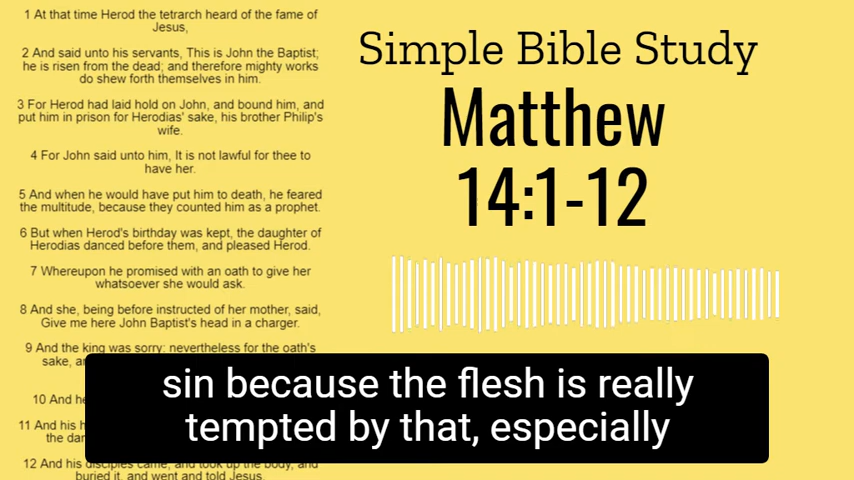 1 At that time Herod the tetrarch heard of the fame of
Jesus,
2 And said unto his servants, This is John the Baptist;
he is risen from the dead; and therefore mighty works
do shew forth themselves in him.
3 For Herod had laid hold on John, and bound him, and
put him in prison for Herodias' sake, his brother Philip's
wife.
4 For John said unto him, It is not lawful for thee to
have her.
5 And when he would have put him to death, he feared
the multitude, because they counted him as a prophet.
6 But when Herod's birthday was kept, the daughter of
Herodias danced before them, and pleased Herod.
7 Whereupon he promised with an oath to give her
whatsoever she would ask.
8 And she, being before instructed of her mother, said,
Give me here John Baptist's head in a charger.
9 And the king was sorry: nevertheless for the oath's
sake,
10 And he
11 And his
the
12 And his disciples came, and took up the body, and
buried it, and went and told Jesus.
Simple Bible Study
Matthew
14:1-12
sin because the flesh is really
tempted by that, especially